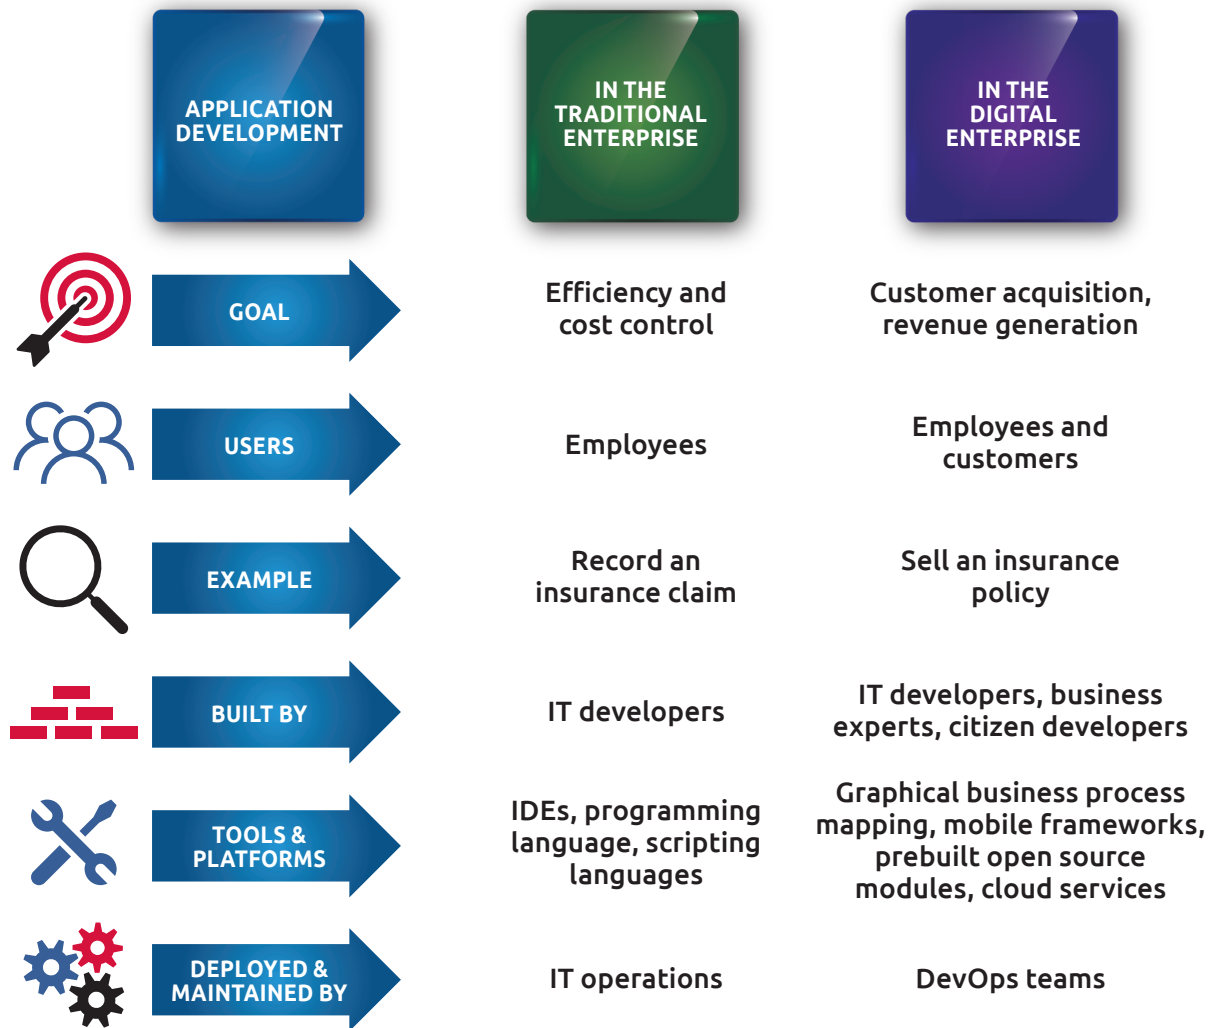 APPLICATION
DEVELOPMENT
IN THE
TRADITIONAL
ENTERPRISE
IN THE
DIGITAL
ENTERPRISE
GOAL
Efficiency and
cost control
Customer acquisition,
revenue generation
USERS
Employees
Employees and
customers
EXAMPLE
Record an
insurance claim
Sell an insurance
policy
BUILT BY
IT developers
IT developers, business
experts, citizen developers
TOOLS &
PLATFORMS
IDEs, programming
language, scripting
languages
Graphical business process
mapping, mobile frameworks,
prebuilt open source
modules, cloud services
DEPLOYED &
MAINTAINED BY
IT operations
DevOps teams